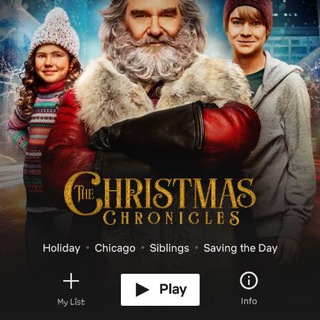 THE CHRISTMAS
CHRONICLES
Holiday • Chicago • Siblings • Saving the Day
My List
Play
Info